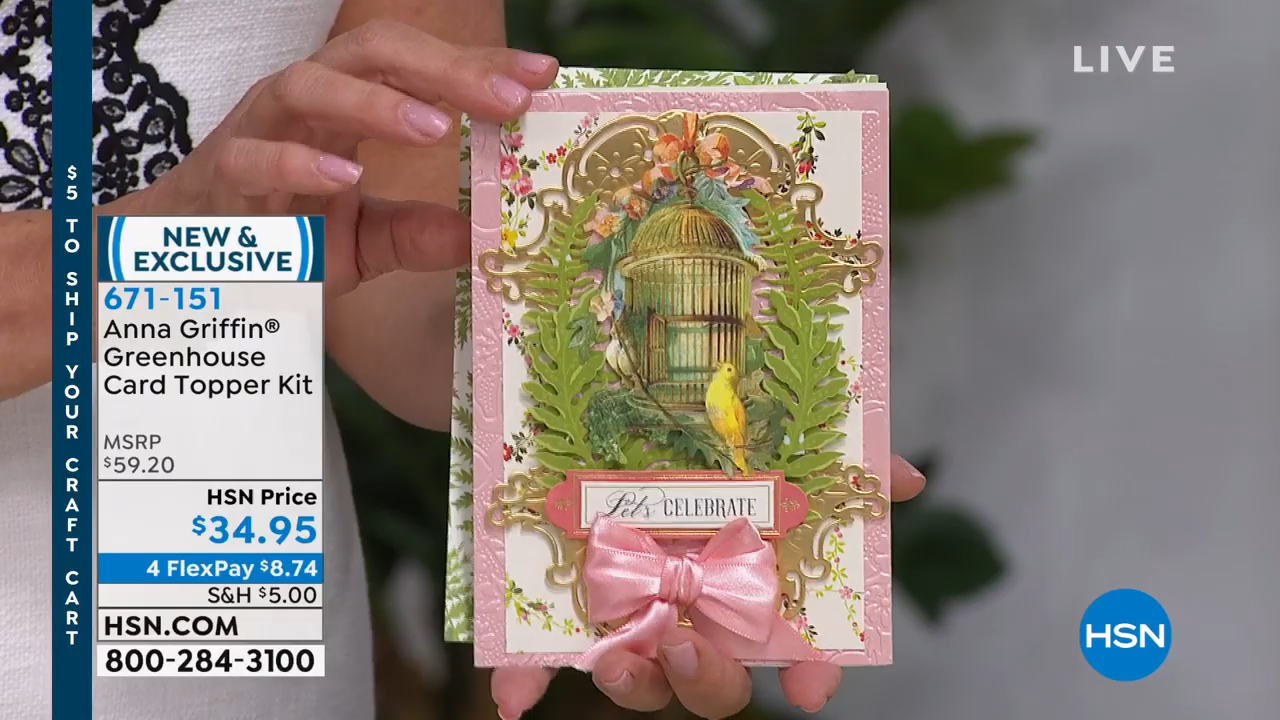 LIVE
$5 TO SHIP YOUR CRAFT CART
NEW &
EXCLUSIVE
671-151
Anna Griffin®
Greenhouse
Card Topper Kit
MSRP
$59.20
HSN Price
$34.95
4 FlexPay $8.74
S&H $5.00
HSN.COM
800-284-3100
Let's CELEBRATE
HSN